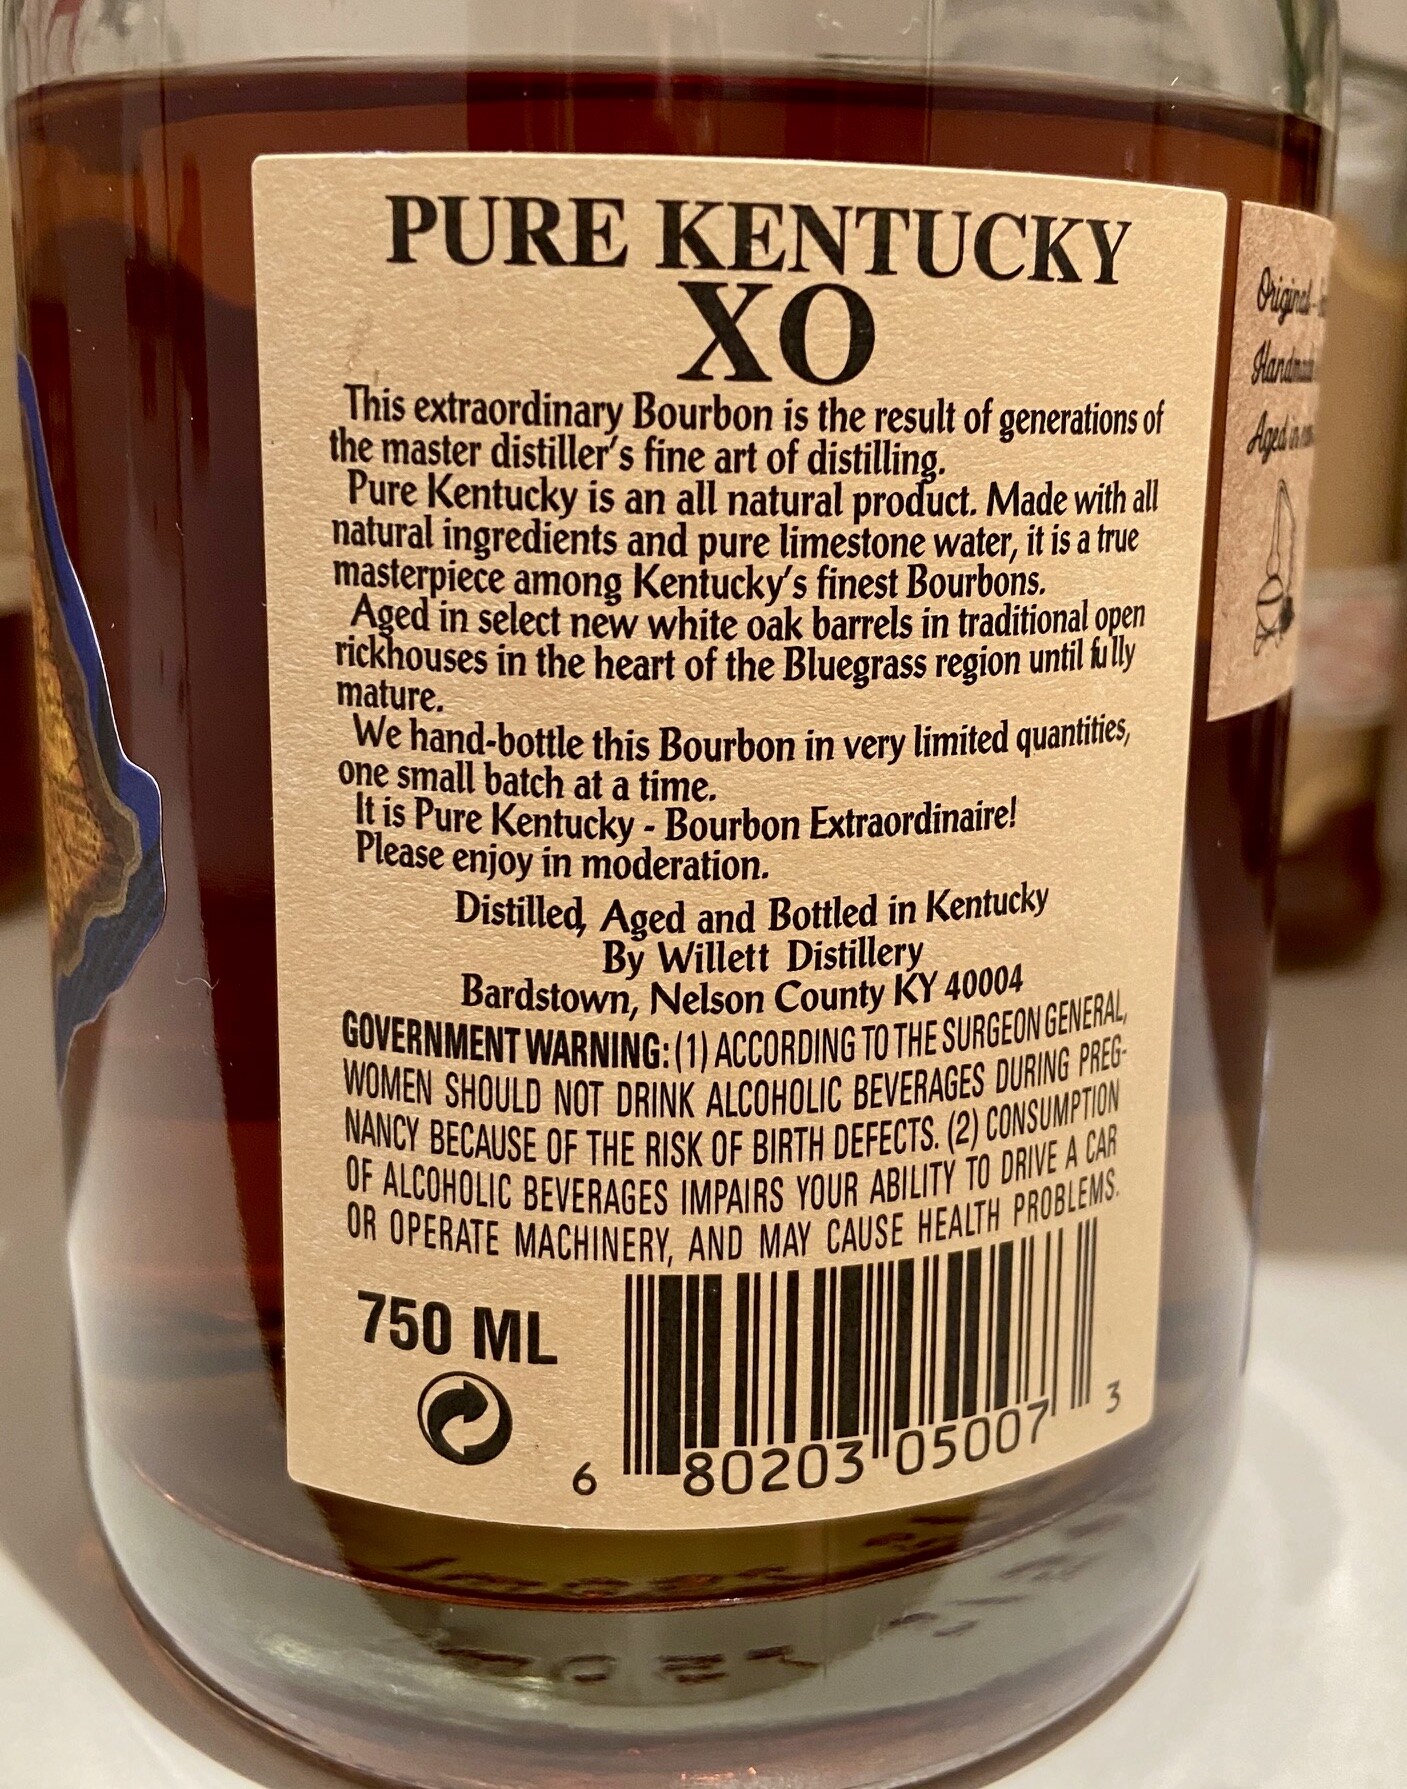 PURE KENTUCKY
XO
This extraordinary Bourbon is the result of generations of
the master distiller's fine art of distilling.
Pure Kentucky is an all natural product. Made with all
natural ingredients and pure limestone water, it is a true
masterpiece among Kentucky's finest Bourbons.
Aged in select new white oak barrels in traditional open
rickhouses in the heart of the Bluegrass region until fully
mature.
We hand-bottle this Bourbon in very limited quantities,
one small batch at a time.
It is Pure Kentucky - Bourbon Extraordinaire!
Please enjoy in moderation.
Distilled, Aged and Bottled in Kentucky
By Willett Distillery
Bardstown, Nelson County KY 40004
GOVERNMENT WARNING: (1) ACCORDING TO THE SURGEON GENERAL,
WOMEN SHOULD NOT DRINK ALCOHOLIC BEVERAGES DURING PREG-
NANCY BECAUSE OF THE RISK OF BIRTH DEFECTS. (2) CONSUMPTION
OF ALCOHOLIC BEVERAGES IMPAIRS YOUR ABILITY TO DRIVE A CAR
OR OPERATE MACHINERY, AND MAY CAUSE HEALTH PROBLEMS.
750 ML
6 80203 05007 3
Original -
Aged in